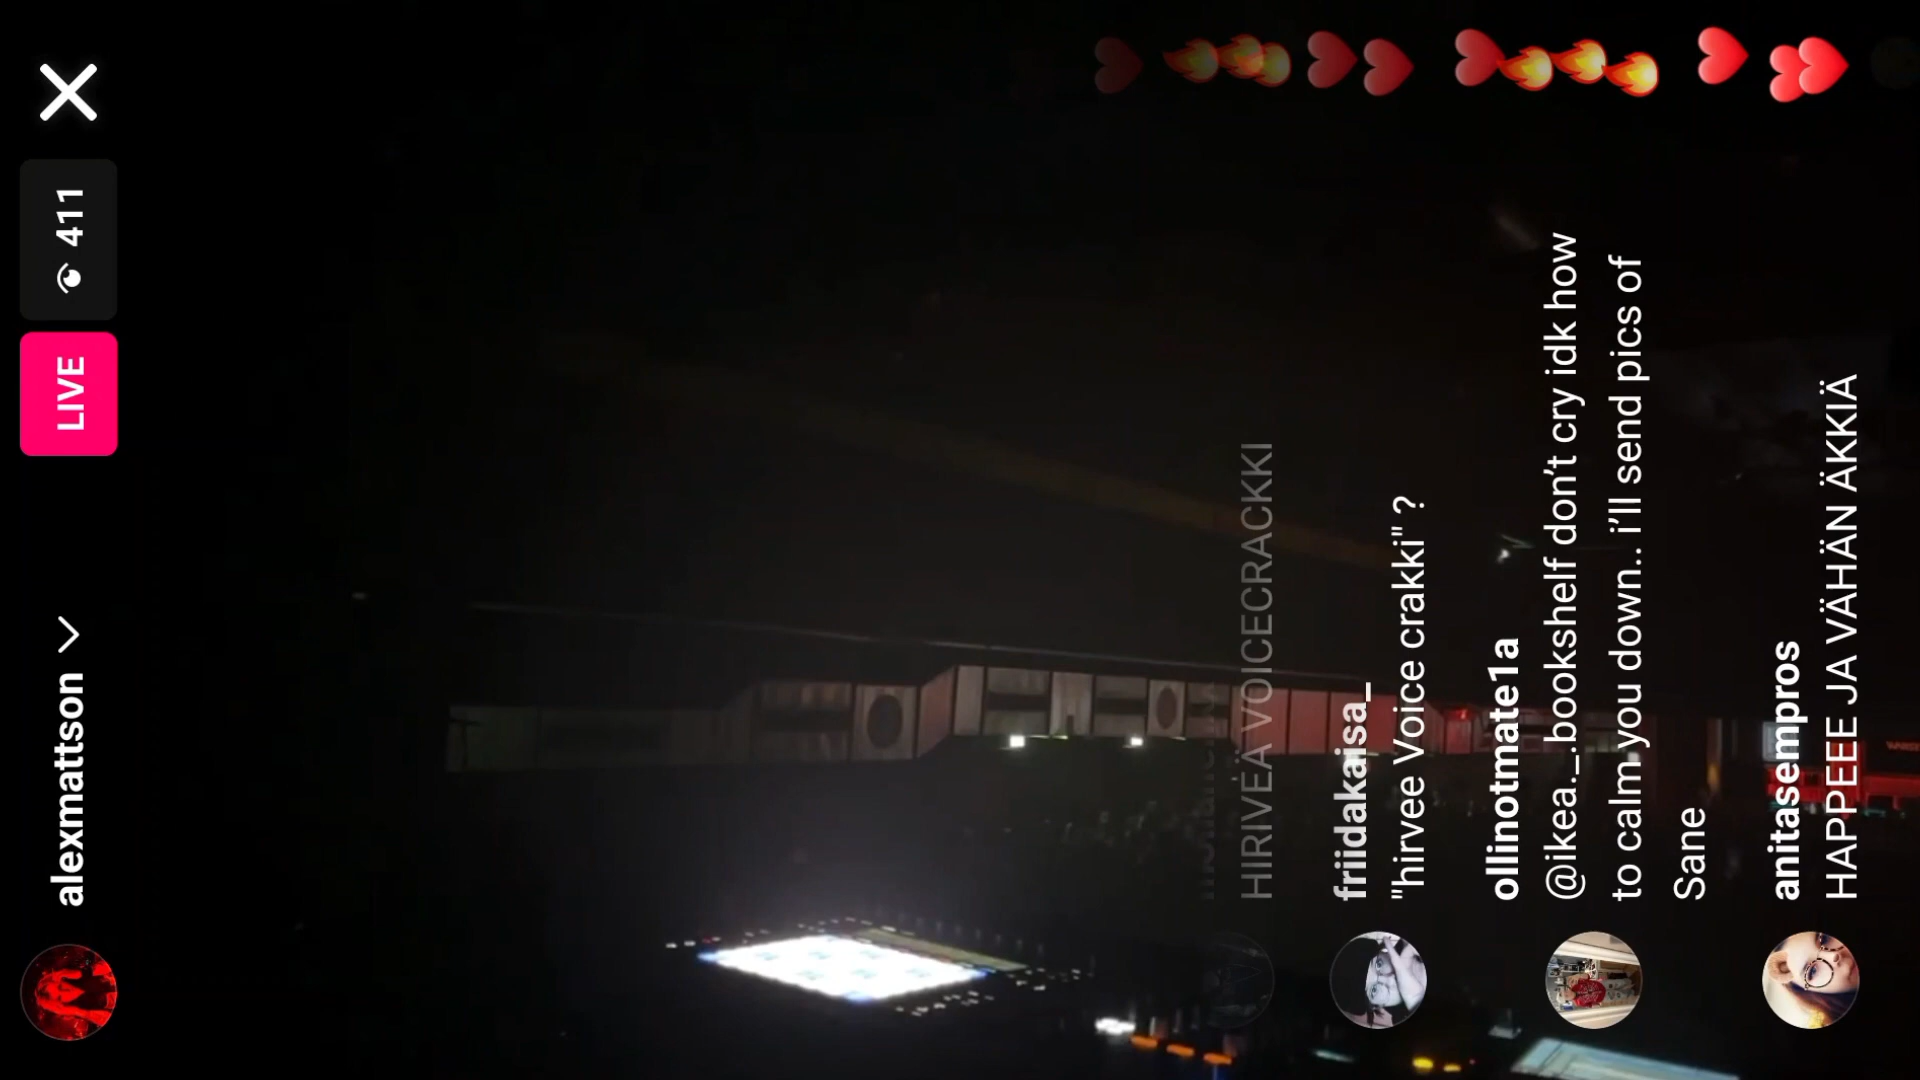 alexmattson
LIVE
411
HIRIVEÄ VOICECRACKKI
friidakaisa_
"hirvee Voice crakki" ?
ollinotmate1a
@ikea._.bookshelf don't cry idk how
to calm you down.. i'll send pics of
Sane
anitasempros
HAPPEEE JA VÄHÄN ÄKKIÄ